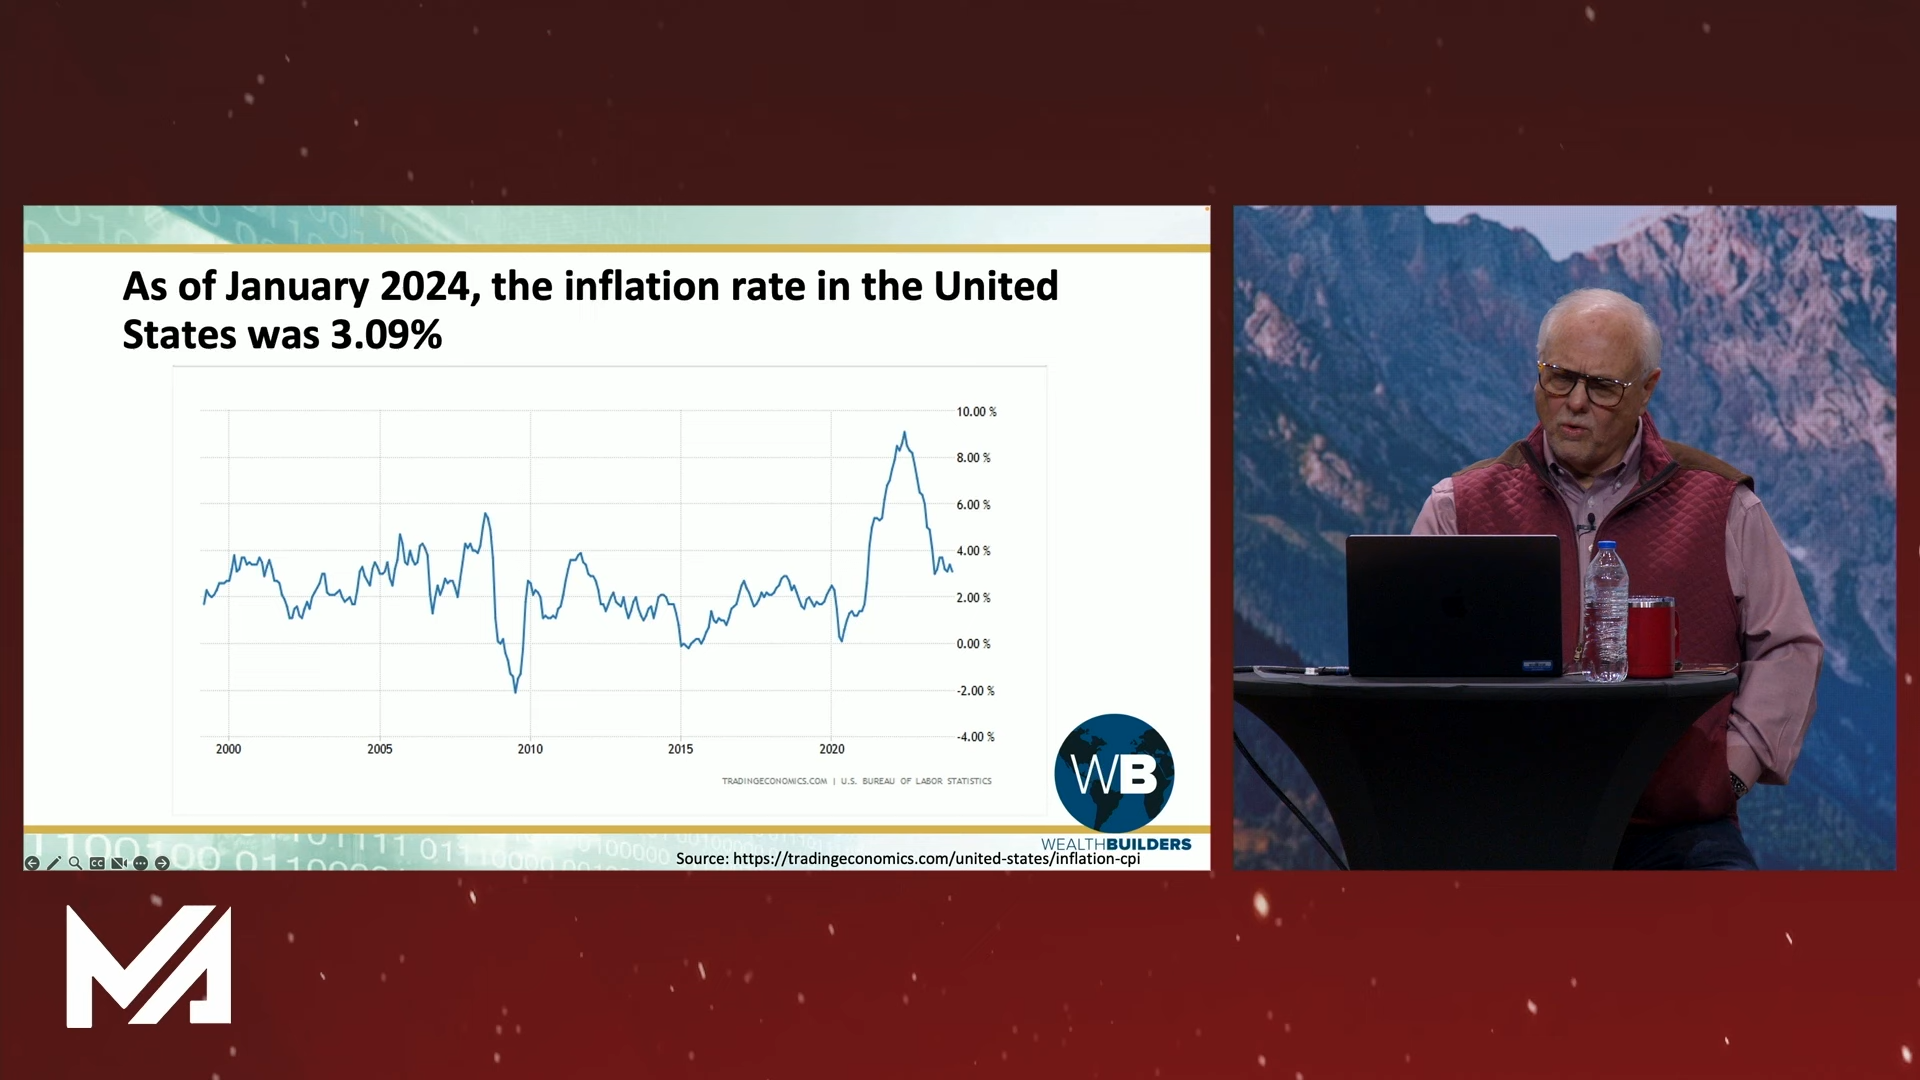 As of January 2024, the inflation rate in the United
States was 3.09%
10.00 %
8.00 %
6.00 %
4.00 %
2.00 %
0.00 %
-2.00 %
-4.00 %
2000
2005
2010
2015
2020
TRADINGECONOMICS.COM | U.S. BUREAU OF LABOR STATISTICS
WB
WEALTHBUILDERS
Source: https://tradingeconomics.com/united-states/inflation-cpi
CC
MA